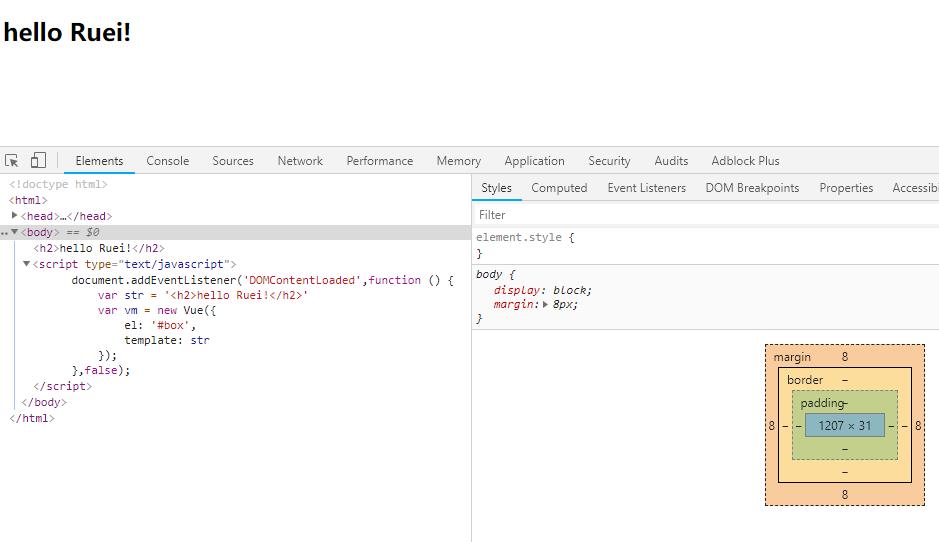 hello Ruei!
Elements Console Sources Network Performance Memory Application Security Audits Adblock Plus
<!doctype html>
<html>
▶<head>…</head>
…▼<body> == $0
<h2>hello Ruei!</h2>
▼<script type="text/javascript">
document.addEventListener('DOMContentLoaded',function () {
var str = '<h2>hello Ruei!</h2>'
var vm = new Vue({
el: '#box',
template: str
});
},false);
</script>
</body>
</html>
Styles Computed Event Listeners DOM Breakpoints Properties Accessibi
Filter
element.style {
}
body {
display: block;
margin:▶ 8px;
}
margin 8
border –
padding–
8 – – 1207 × 31 – – 8
–
–
8